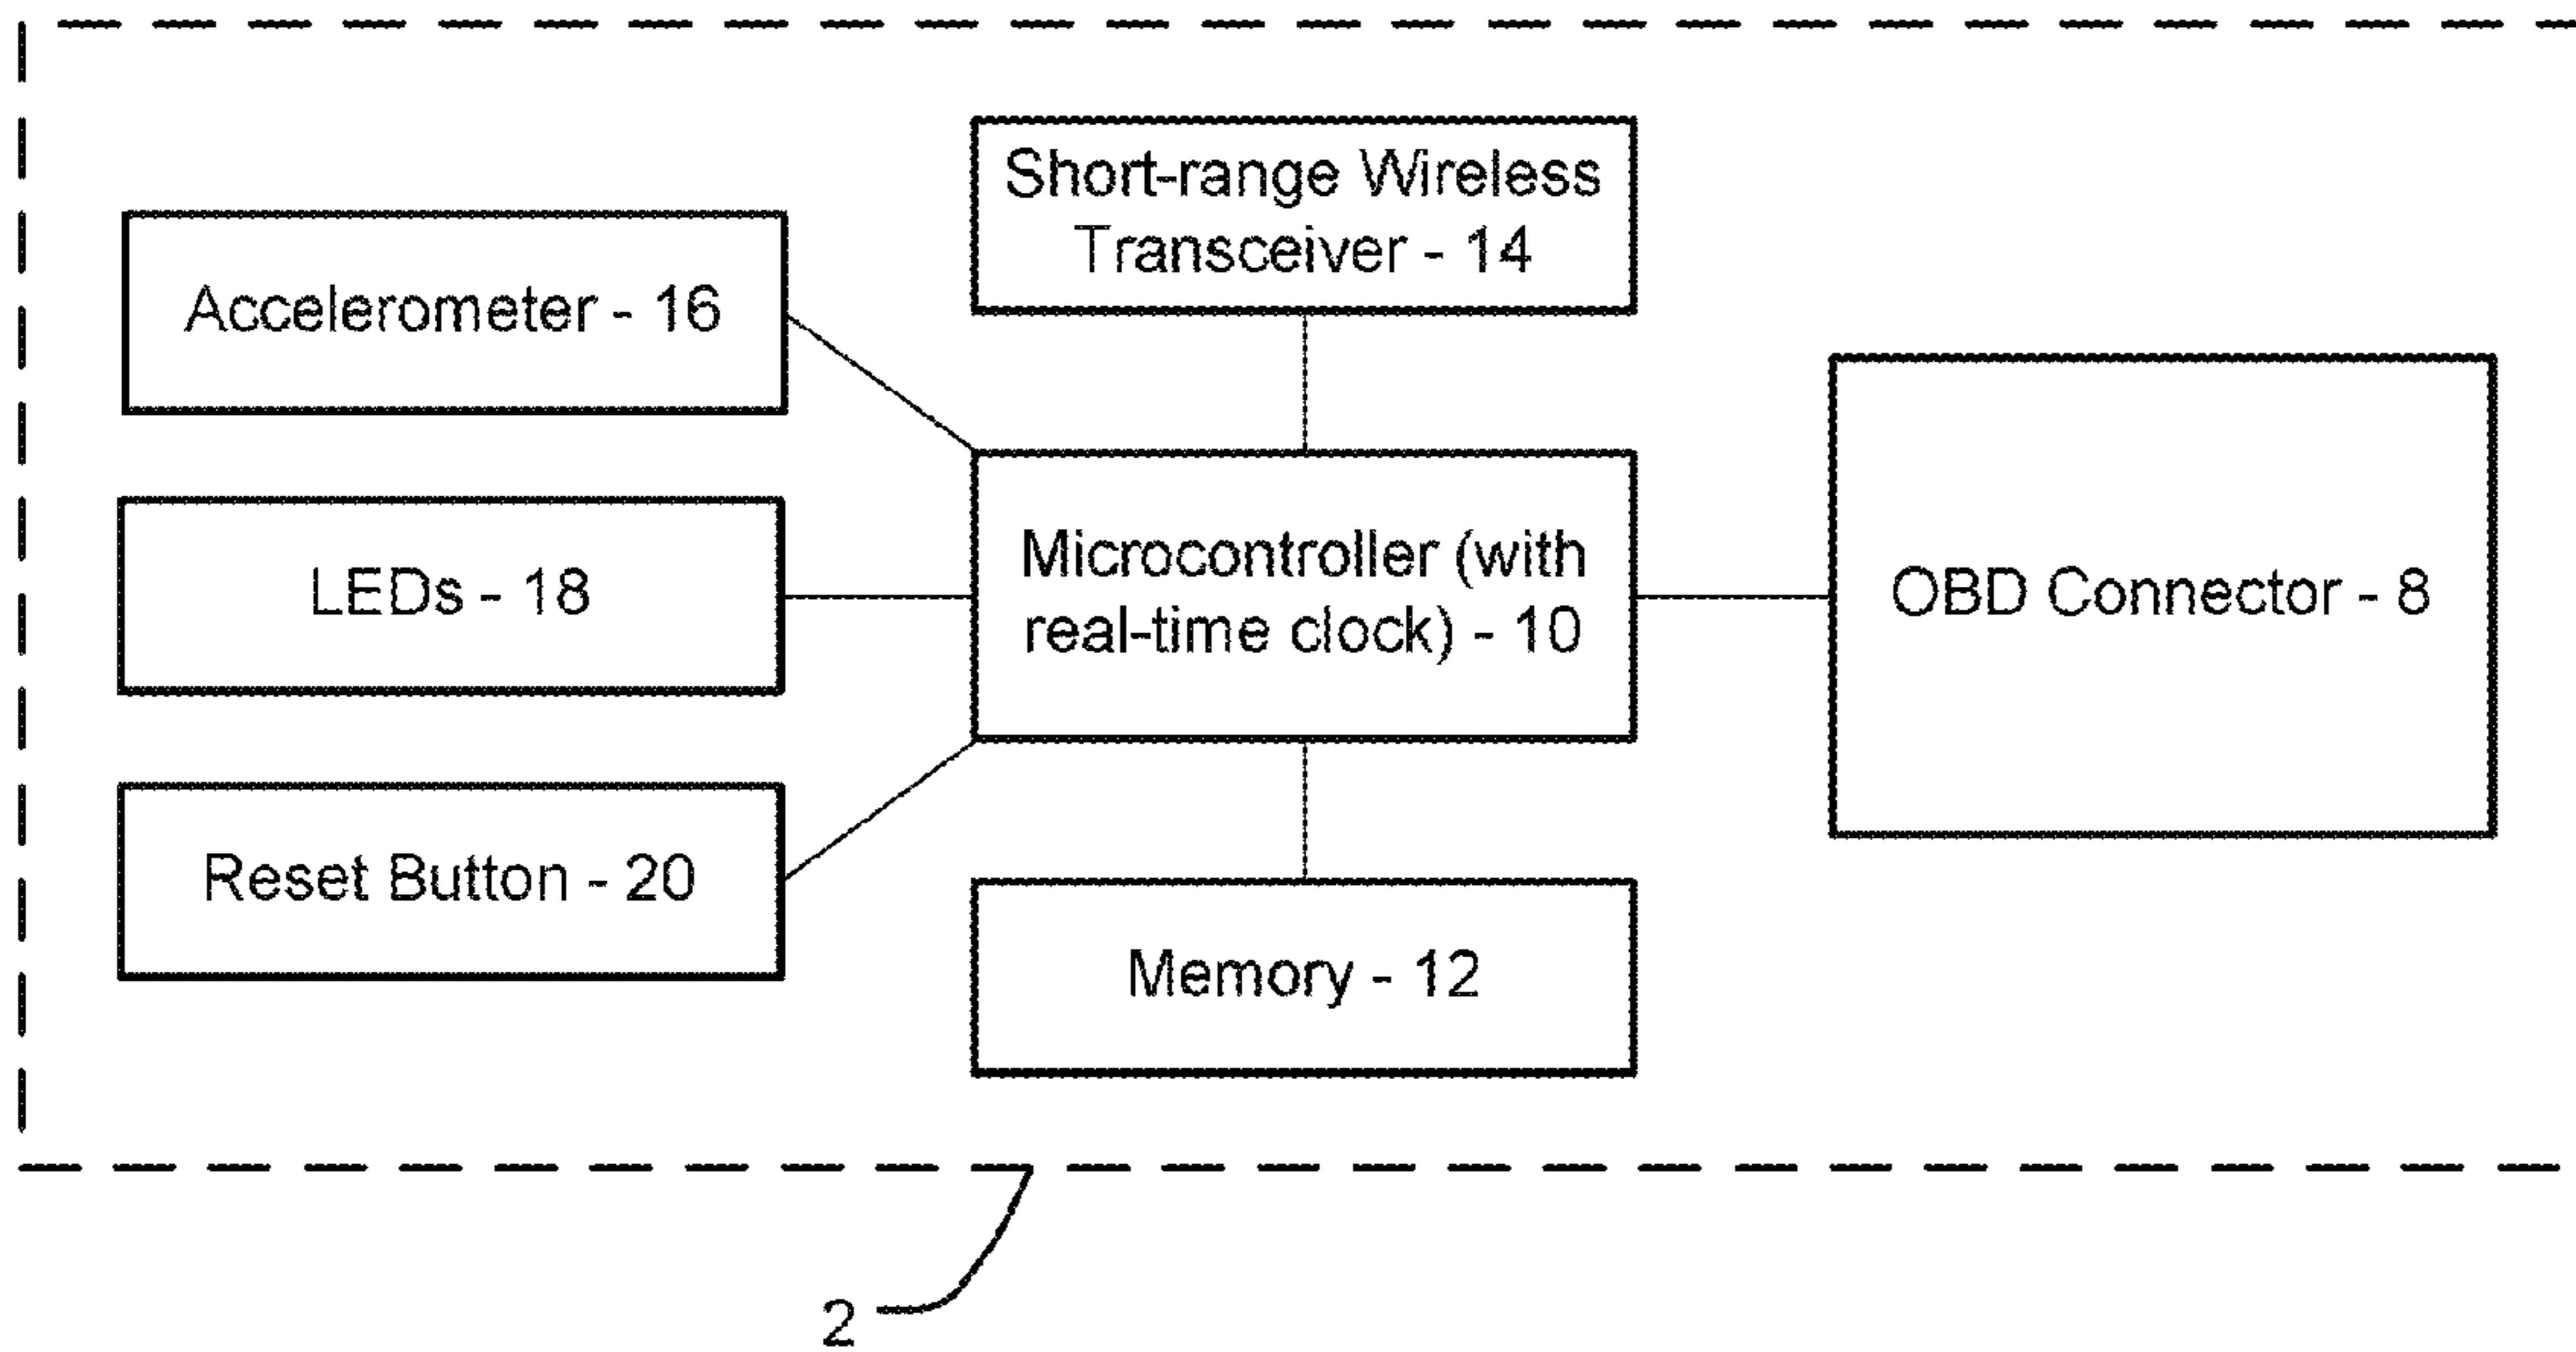 Short-range Wireless
Transceiver - 14
Accelerometer - 16
Microcontroller (with
real-time clock) - 10
LEDs - 18
OBD Connector - 8
Reset Button - 20
Memory - 12
2